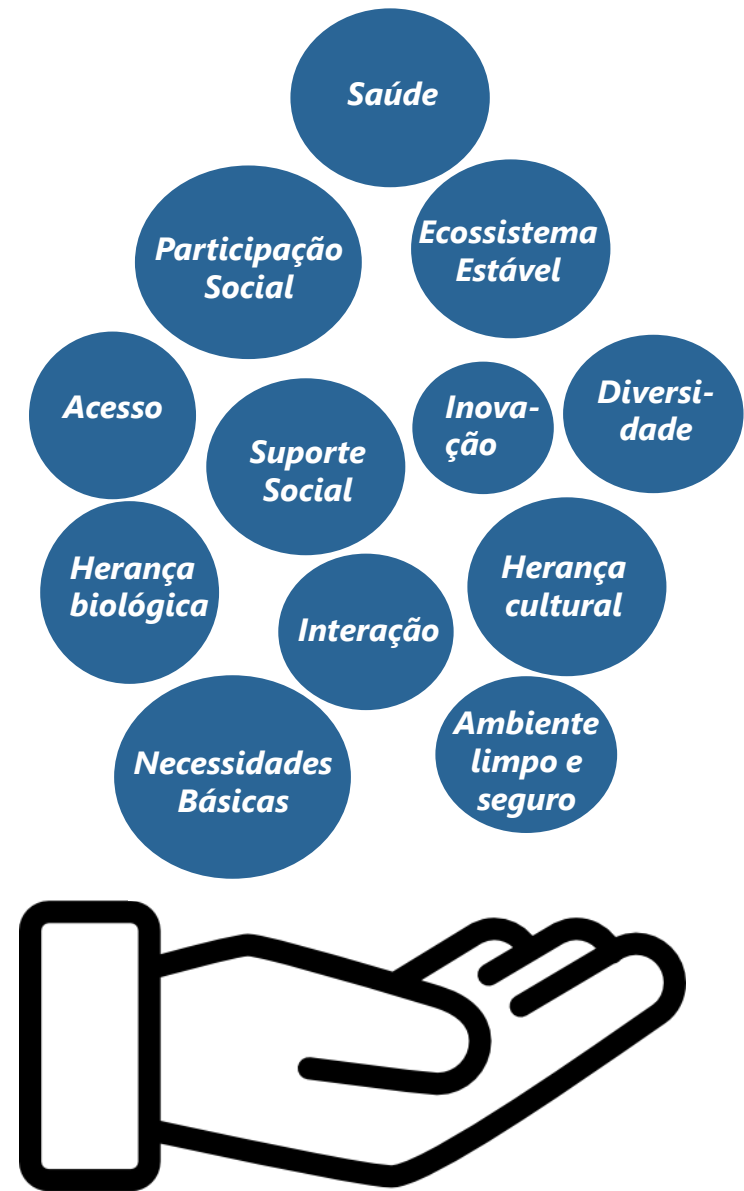 Saúde
Participação
Social
Ecossistema
Estável
Acesso
Suporte
Social
Inova-
ção
Diversi-
dade
Herança
biológica
Interação
Herança
cultural
Necessidades
Básicas
Ambiente
limpo e
seguro